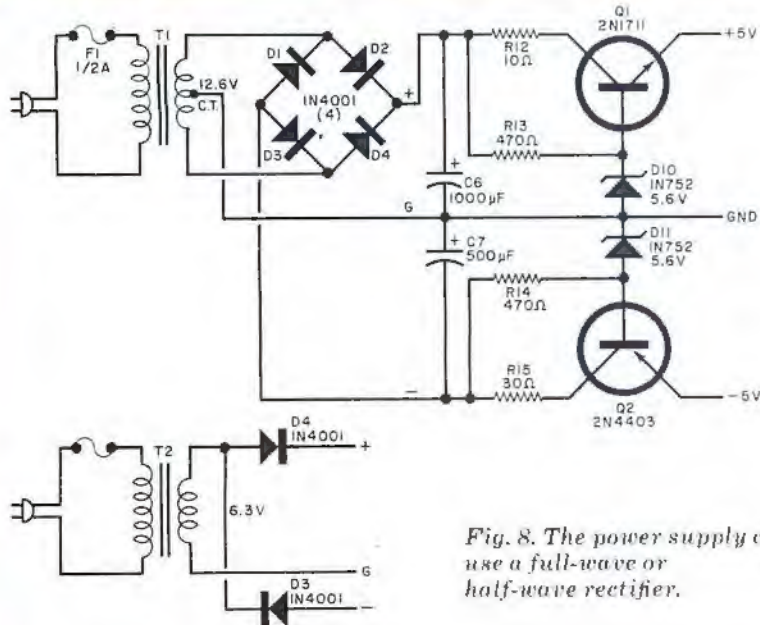 F1
1/2A
T1
12.6V
C.T.
D1
D2
1N4001
(4)
D3
D4
+
G
−
+
C6
1000µF
+
C7
500µF
R12
10Ω
R13
470Ω
Q1
2N1711
+5V
D10
1N752
5.6V
GND
D11
1N752
5.6V
R14
470Ω
R15
30Ω
Q2
2N4403
−5V
T2
6.3V
D4
1N4001
+
G
D3
1N4001
−
Fig. 8. The power supply
use a full-wave or
half-wave rectifier.